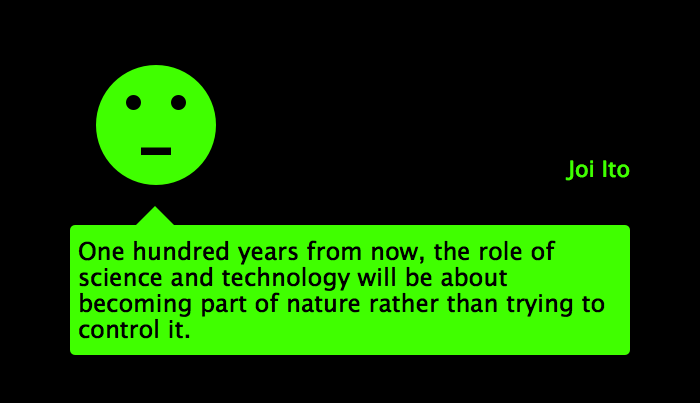 Joi Ito
One hundred years from now, the role of
science and technology will be about
becoming part of nature rather than trying to
control it.